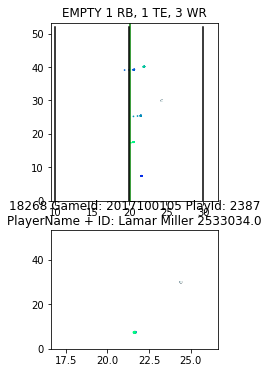 EMPTY 1 RB, 1 TE, 3 WR
50
40
30
20
10
0
10 15 20 25 30
18268 GameId: 2017100105 PlayId: 2387
PlayerName + ID: Lamar Miller 2533034.0
40
20
0
17.5 20.0 22.5 25.0